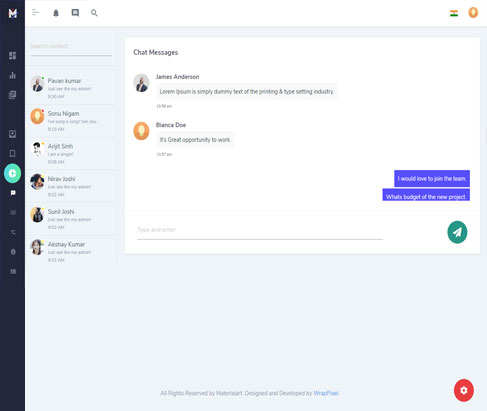 Search contact
Pavan kumar
Just see the my admin!
9:30 AM
Sonu Nigam
I've sung a song! See you..
9:10 AM
Arijit Sinh
I am a singer!
9:08 AM
Nirav Joshi
Just see the my admin!
9:02 AM
Sunil Joshi
Just see the my admin!
9:02 AM
Akshay Kumar
Just see the my admin!
9:02 AM
Chat Messages
James Anderson
Lorem Ipsum is simply dummy text of the printing & type setting industry.
10:56 am
Bianca Doe
It's Great opportunity to work.
10:57 am
I would love to join the team.
Whats budget of the new project.
Type and enter
All Rights Reserved by Materialart. Designed and Developed by WrapPixel.